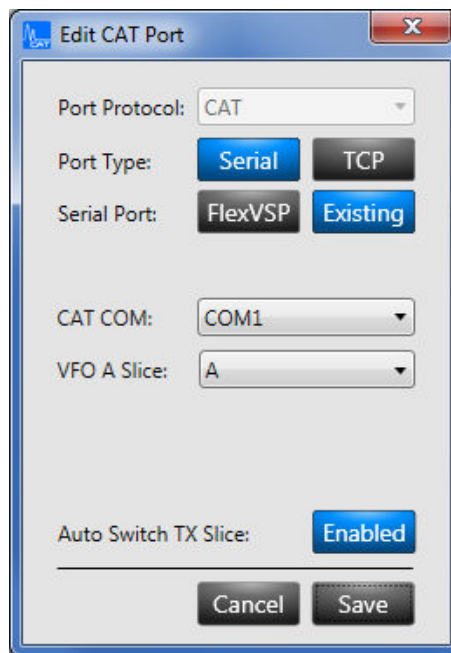 CAT
Edit CAT Port
X
Port Protocol: CAT
Port Type: Serial TCP
Serial Port: FlexVSP Existing
CAT COM: COM1
VFO A Slice: A
Auto Switch TX Slice: Enabled
Cancel Save